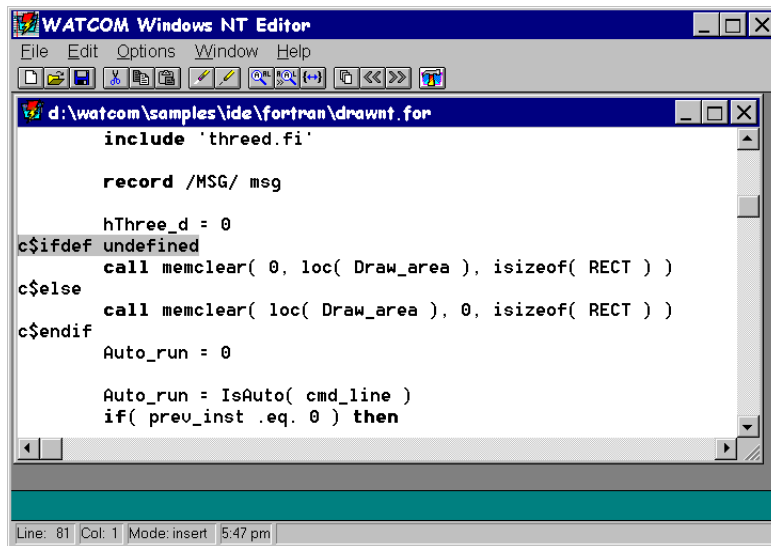 WATCOM Windows NT Editor
File Edit Options Window Help
d:\watcom\samples\ide\fortran\drawnt.for
include 'threed.fi'
record /MSG/ msg
hThree_d = 0
c$ifdef undefined
call memclear( 0, loc( Draw_area ), isizeof( RECT ) )
c$else
call memclear( loc( Draw_area ), 0, isizeof( RECT ) )
c$endif
Auto_run = 0
Auto_run = IsAuto( cmd_line )
if( prev_inst .eq. 0 ) then
Line: 81 Col: 1 Mode: insert 5:47 pm